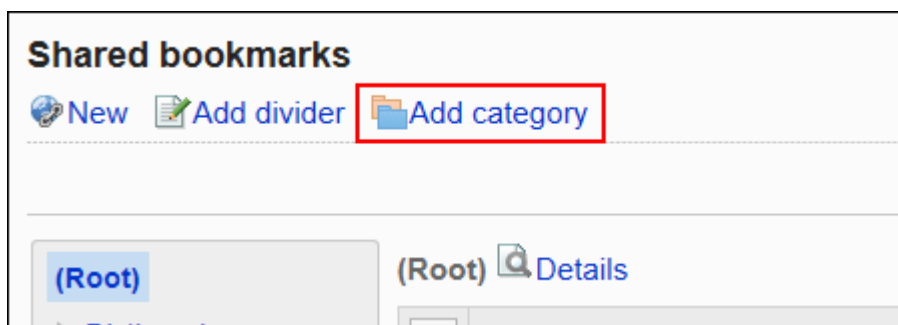 Shared bookmarks
New Add divider Add category
(Root)
(Root) Details